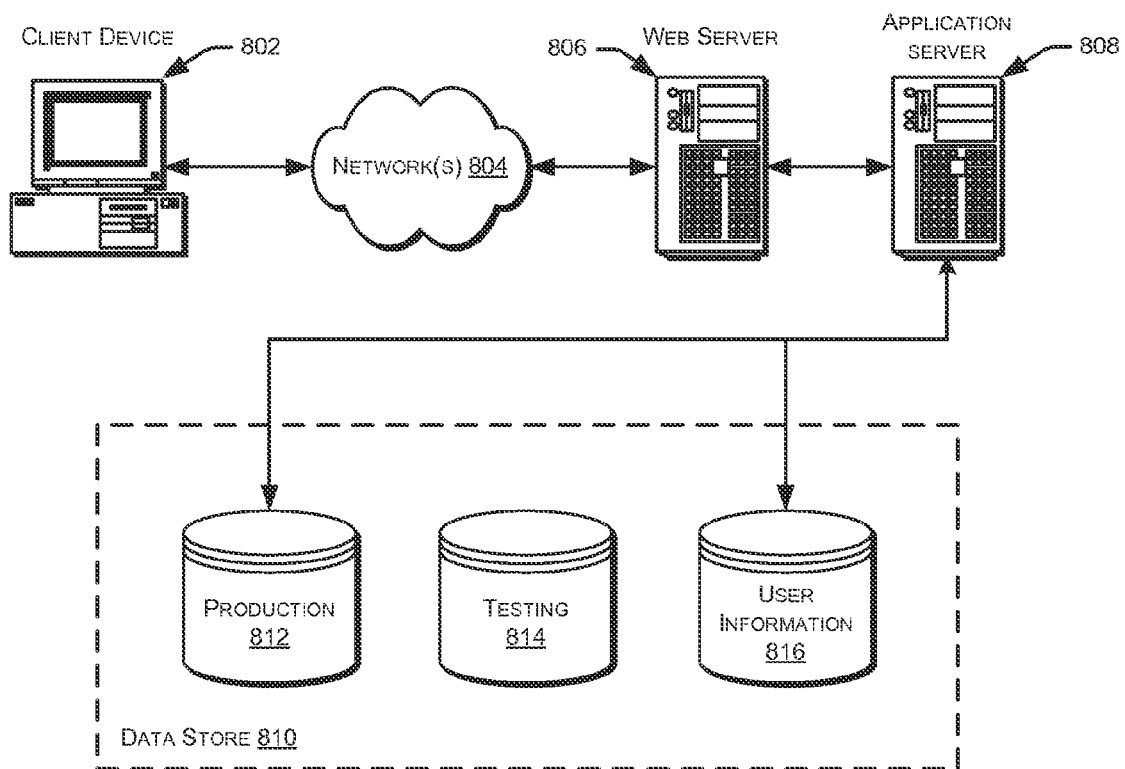 CLIENT DEVICE
802
806
WEB SERVER
APPLICATION
SERVER
808
NETWORK(S) 804
PRODUCTION
812
TESTING
814
USER
INFORMATION
816
DATA STORE 810